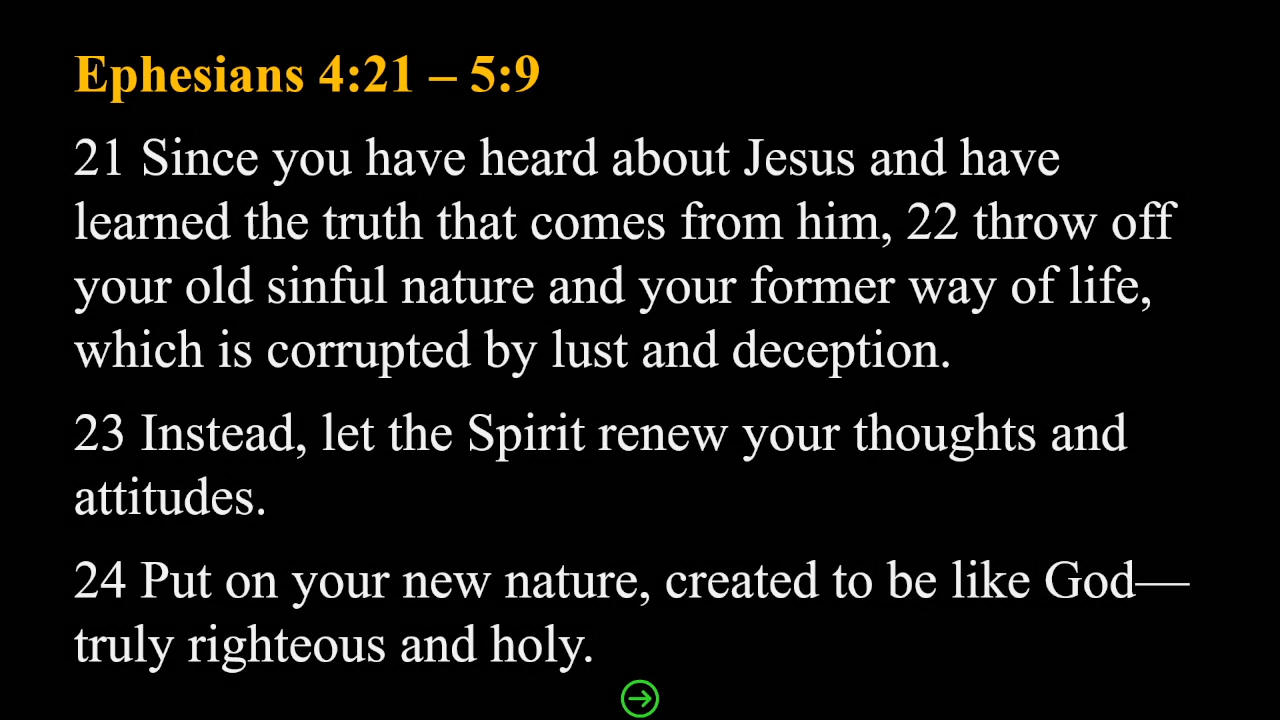 Ephesians 4:21 – 5:9
21 Since you have heard about Jesus and have
learned the truth that comes from him, 22 throw off
your old sinful nature and your former way of life,
which is corrupted by lust and deception.
23 Instead, let the Spirit renew your thoughts and
attitudes.
24 Put on your new nature, created to be like God—
truly righteous and holy.